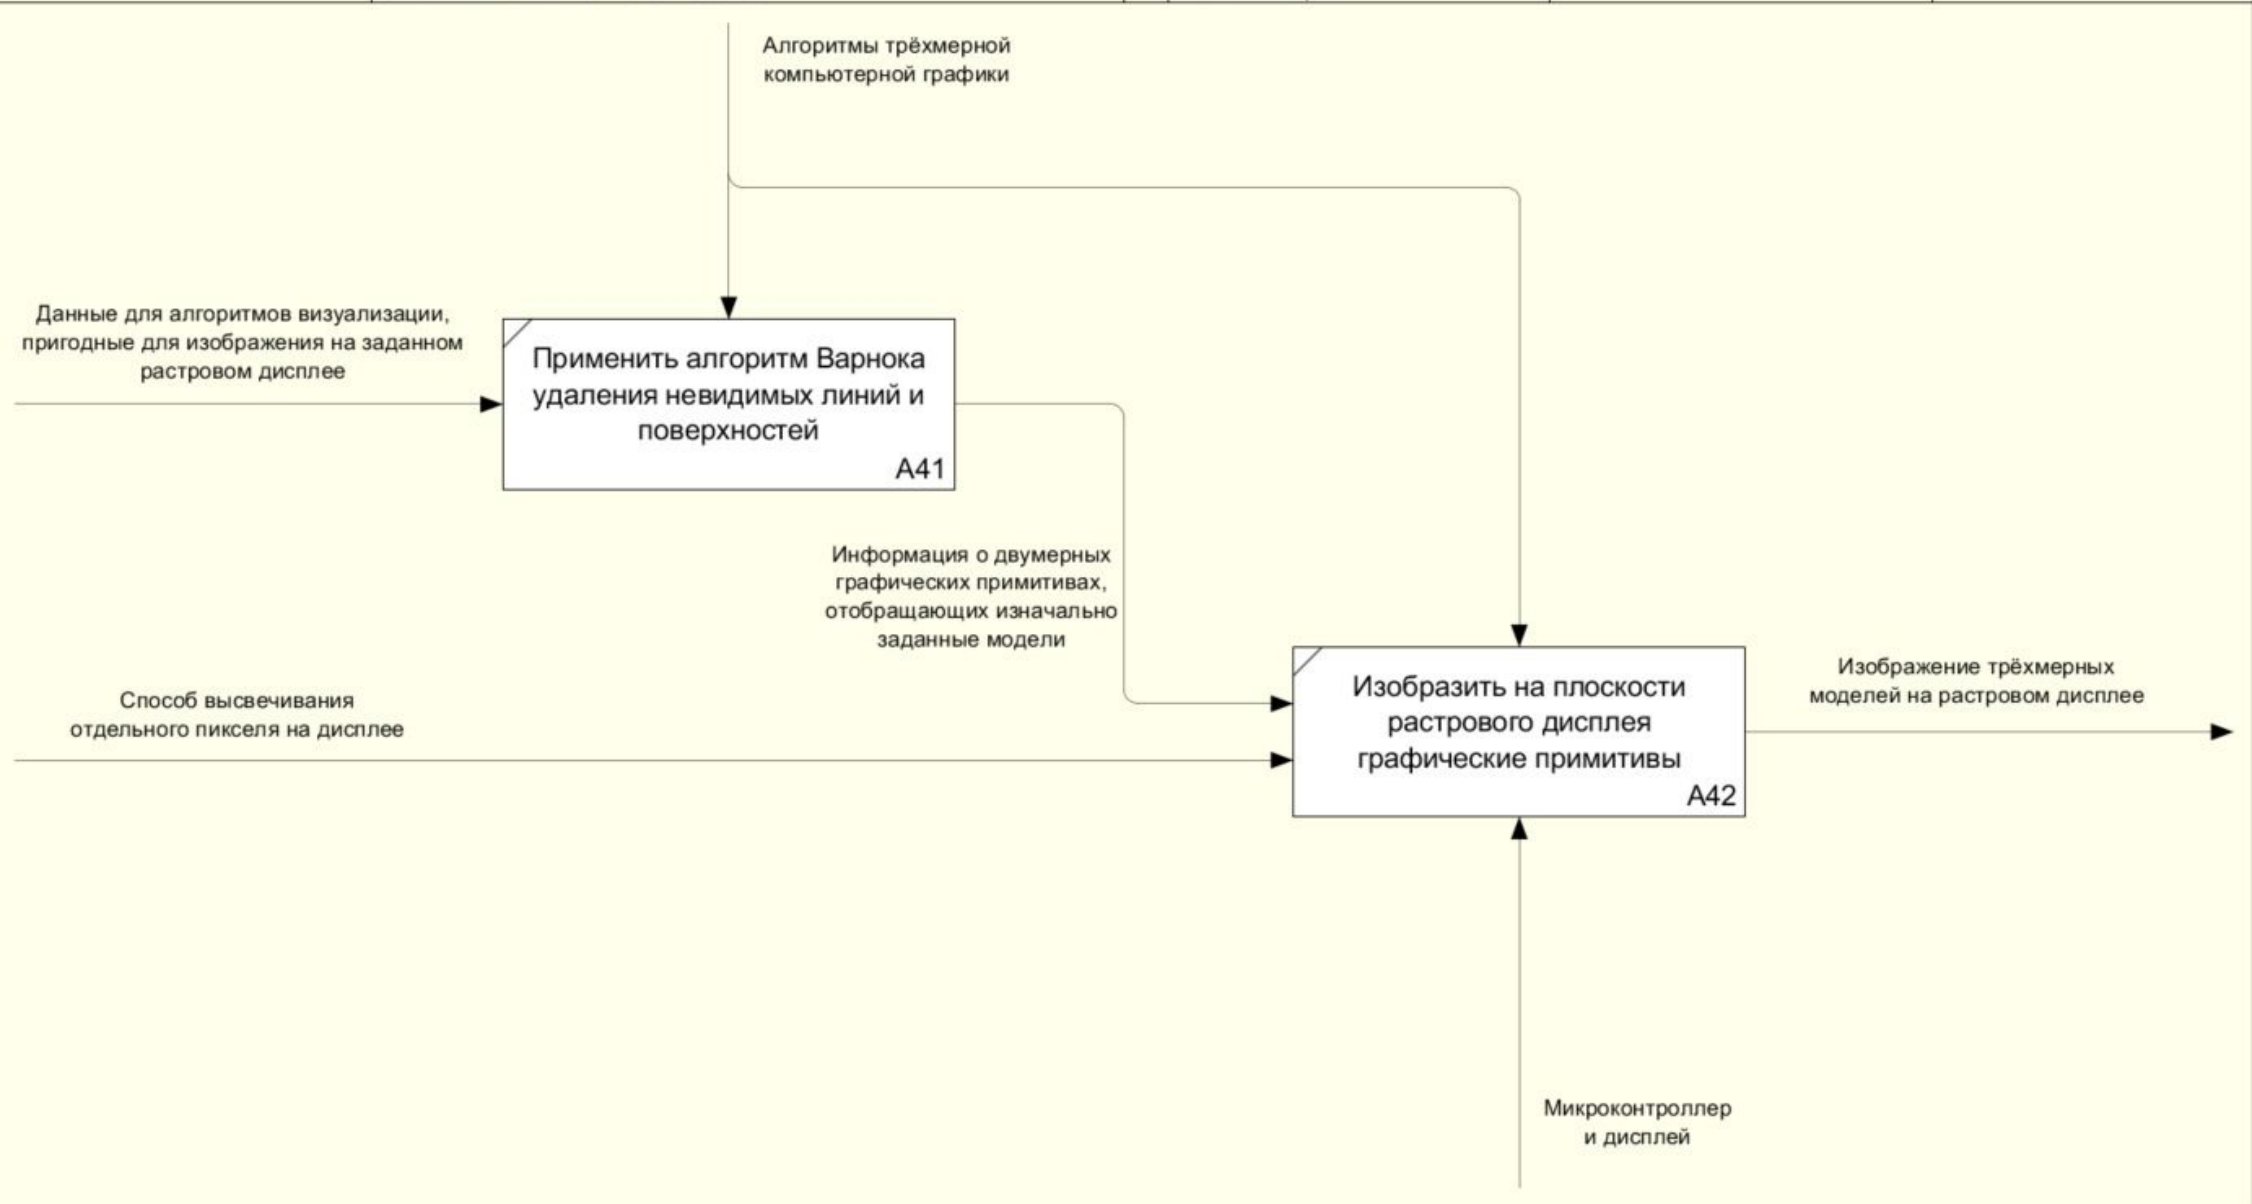 Алгоритмы трёхмерной
компьютерной графики
Данные для алгоритмов визуализации,
пригодные для изображения на заданном
растровом дисплее
Применить алгоритм Варнока
удаления невидимых линий и
поверхностей
A41
Информация о двумерных
графических примитивах,
отобращающих изначально
заданные модели
Способ высвечивания
отдельного пикселя на дисплее
Изобразить на плоскости
растрового дисплея
графические примитивы
A42
Изображение трёхмерных
моделей на растровом дисплее
Микроконтроллер
и дисплей